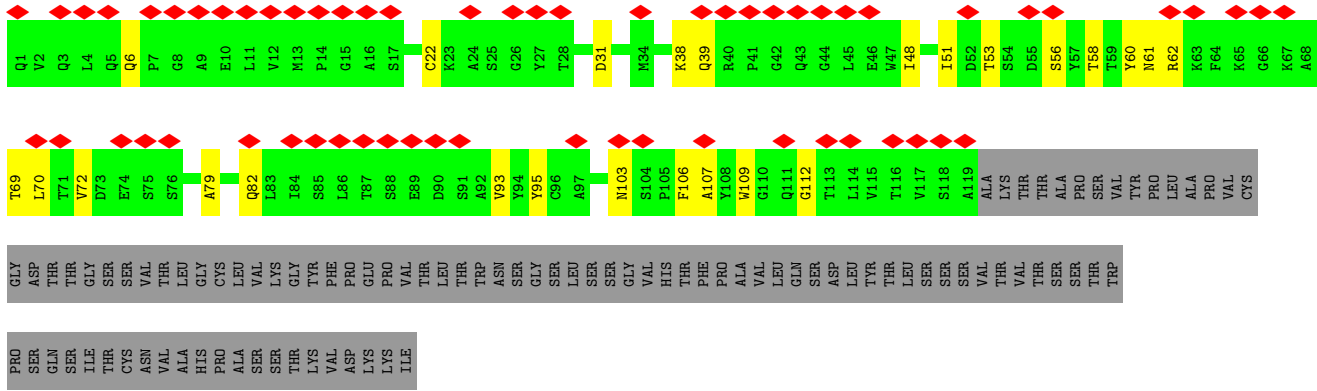 Q1 V2 Q3 L4 Q5 Q6 P7 G8 A9 E10 L11 V12 M13 P14 G15 A16 S17 C22 K23 A24 S25 G26 Y27 T28 D31 M34 K38 Q39 R40 P41 G42 Q43 G44 L45 E46 W47 I48 I51 D52 T53 S54 D55 S56 Y57 T58 T59 Y60 N61 R62 K63 F64 K65 G66 K67 A68
T69 L70 T71 V72 D73 E74 S75 S76 A79 Q82 L83 I84 S85 L86 T87 S88 E89 D90 S91 A92 V93 Y94 Y95 C96 A97 N103 S104 P105 F106 A107 Y108 W109 G110 Q111 G112 T113 L114 V115 T116 V117 S118 A119 ALA LYS THR THR ALA PRO SER VAL TYR PRO LEU ALA PRO VAL CYS
GLY ASP THR THR GLY SER SER VAL THR LEU GLY CYS LEU VAL LYS GLY TYR PHE PRO GLU PRO VAL THR LEU THR TRP ASN SER GLY SER LEU SER SER GLY VAL HIS THR PHE PRO ALA VAL LEU GLN SER ASP LEU TYR THR LEU SER SER SER VAL THR VAL THR SER SER THR TRP
PRO SER GLN SER ILE THR CYS ASN VAL ALA HIS PRO ALA SER SER THR LYS VAL ASP LYS LYS ILE